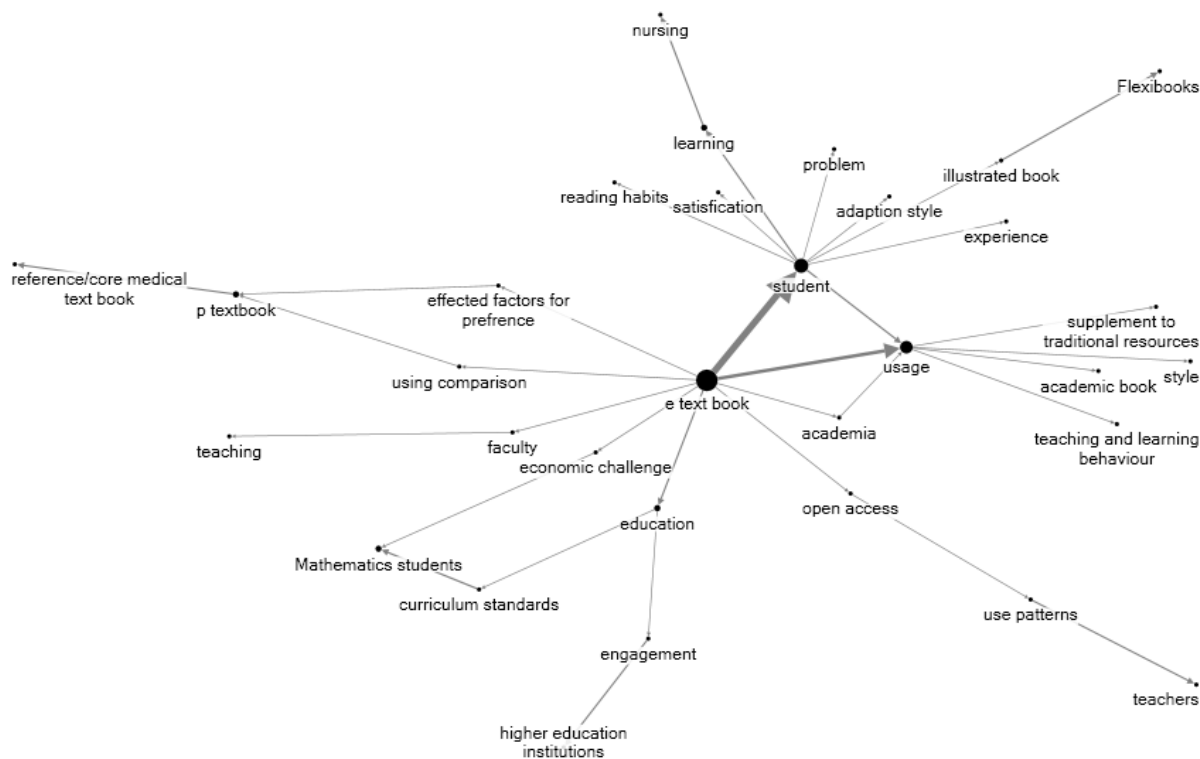 nursing
Flexibooks
learning
problem
illustrated book
reading habits
satisfication
adaption style
experience
reference/core medical
text book
student
p textbook
effected factors for
prefrence
supplement to
traditional resources
usage
style
using comparison
academic book
e text book
academia
teaching and learning
behaviour
teaching
faculty
economic challenge
open access
education
Mathematics students
curriculum standards
use patterns
engagement
teachers
higher education
institutions